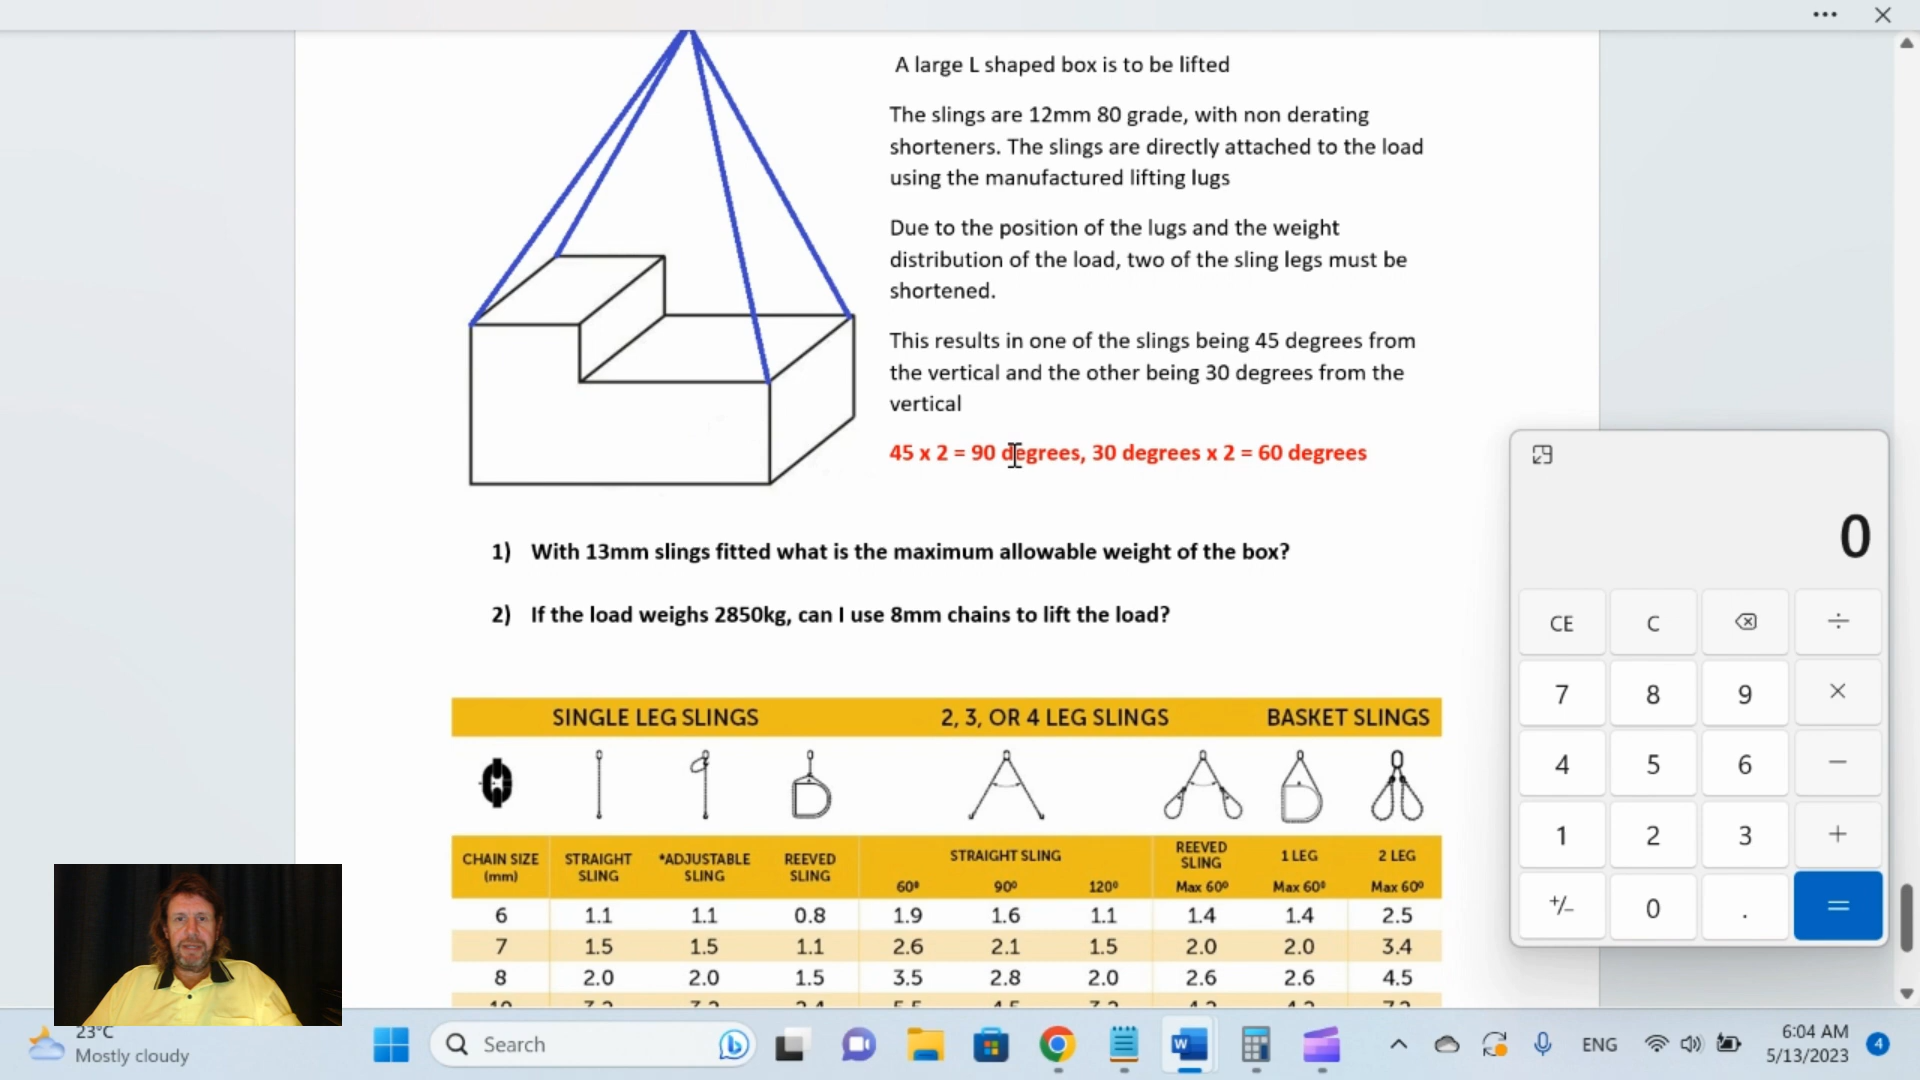 A large L shaped box is to be lifted
The slings are 12mm 80 grade, with non derating
shorteners. The slings are directly attached to the load
using the manufactured lifting lugs
Due to the position of the lugs and the weight
distribution of the load, two of the sling legs must be
shortened.
This results in one of the slings being 45 degrees from
the vertical and the other being 30 degrees from the
vertical
45 x 2 = 90 degrees, 30 degrees x 2 = 60 degrees
1) With 13mm slings fitted what is the maximum allowable weight of the box?
2) If the load weighs 2850kg, can I use 8mm chains to lift the load?
SINGLE LEG SLINGS 2, 3, OR 4 LEG SLINGS BASKET SLINGS
CHAIN SIZE (mm) STRAIGHT SLING *ADJUSTABLE SLING REEVED SLING STRAIGHT SLING REEVED SLING 1 LEG 2 LEG
60º 90º 120º Max 60º Max 60º Max 60º
6 1.1 1.1 0.8 1.9 1.6 1.1 1.4 1.4 2.5
7 1.5 1.5 1.1 2.6 2.1 1.5 2.0 2.0 3.4
8 2.0 2.0 1.5 3.5 2.8 2.0 2.6 2.6 4.5
0
CE C ÷
7 8 9 ×
4 5 6 −
1 2 3 +
+/− 0 . =
23°C
Mostly cloudy
Search
ENG
6:04 AM
5/13/2023
4